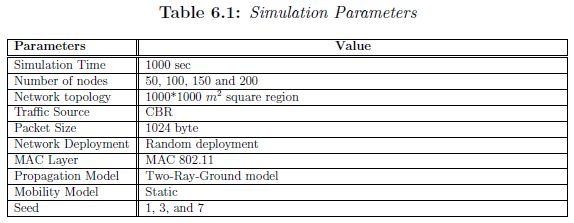 Table 6.1: Simulation Parameters
Parameters Value
Simulation Time 1000 sec
Number of nodes 50, 100, 150 and 200
Network topology 1000*1000 m² square region
Traffic Source CBR
Packet Size 1024 byte
Network Deployment Random deployment
MAC Layer MAC 802.11
Propagation Model Two-Ray-Ground model
Mobility Model Static
Seed 1, 3, and 7